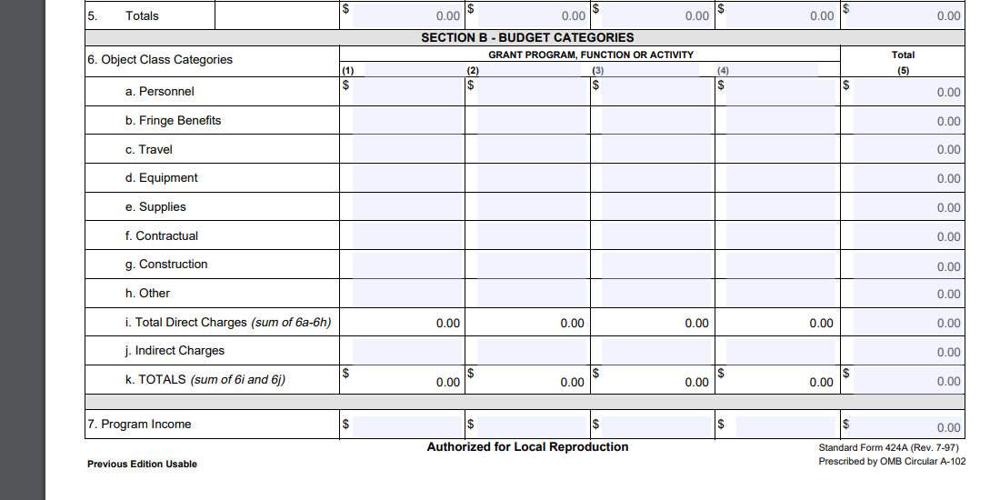 5. Totals $ 0.00 $ 0.00 $ 0.00 $ 0.00 $ 0.00
SECTION B - BUDGET CATEGORIES
6. Object Class Categories
GRANT PROGRAM, FUNCTION OR ACTIVITY
Total
(1) (2) (3) (4) (5)
a. Personnel $ $ $ $ $ 0.00
b. Fringe Benefits 0.00
c. Travel 0.00
d. Equipment 0.00
e. Supplies 0.00
f. Contractual 0.00
g. Construction 0.00
h. Other 0.00
i. Total Direct Charges (sum of 6a-6h) 0.00 0.00 0.00 0.00 0.00
j. Indirect Charges 0.00
k. TOTALS (sum of 6i and 6j) $ 0.00 $ 0.00 $ 0.00 $ 0.00 $ 0.00
7. Program Income $ $ $ $ $ 0.00
Authorized for Local Reproduction
Standard Form 424A (Rev. 7-97)
Previous Edition Usable
Prescribed by OMB Circular A-102